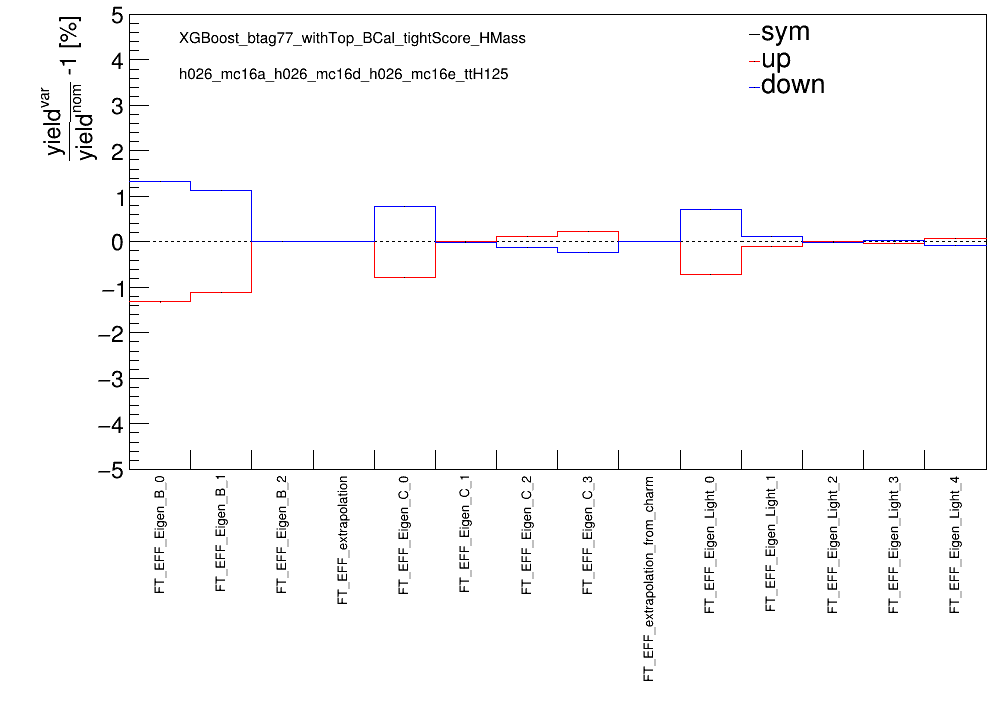 yield^var
yield^nom -1 [%]
XGBoost_btag77_withTop_BCal_tightScore_HMass
h026_mc16a_h026_mc16d_h026_mc16e_ttH125
sym
up
down
5
4
3
2
1
0
−1
−2
−3
−4
−5
FT_EFF_Eigen_B_0
FT_EFF_Eigen_B_1
FT_EFF_Eigen_B_2
FT_EFF_extrapolation
FT_EFF_Eigen_C_0
FT_EFF_Eigen_C_1
FT_EFF_Eigen_C_2
FT_EFF_Eigen_C_3
FT_EFF_extrapolation_from_charm
FT_EFF_Eigen_Light_0
FT_EFF_Eigen_Light_1
FT_EFF_Eigen_Light_2
FT_EFF_Eigen_Light_3
FT_EFF_Eigen_Light_4